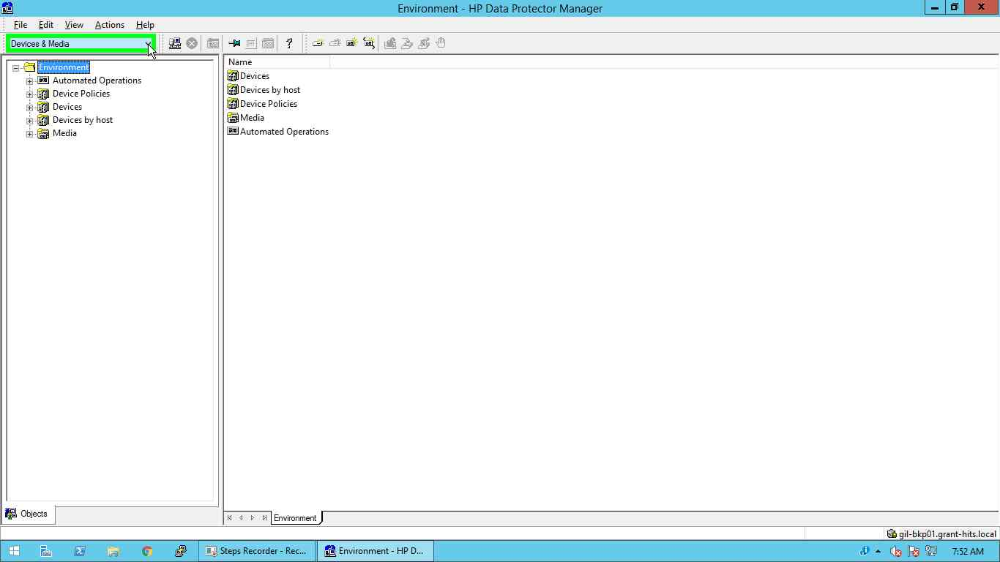 Environment - HP Data Protector Manager
File Edit View Actions Help
Devices & Media
Environment
Automated Operations
Device Policies
Devices
Devices by host
Media
Name
Devices
Devices by host
Device Policies
Media
Automated Operations
Objects
Environment
gil-bkp01.grant-hits.local
Steps Recorder - Rec...
Environment - HP D...
7:52 AM